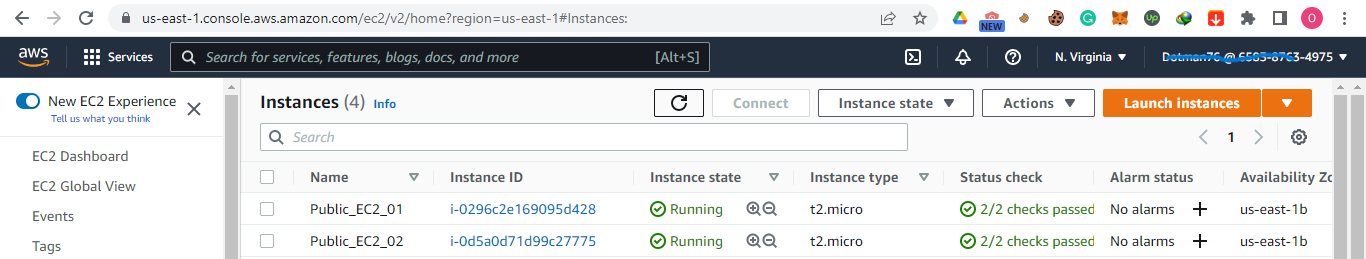 us-east-1.console.aws.amazon.com/ec2/v2/home?region=us-east-1#Instances:
NEW
Up
O
aws
Services
Search for services, features, blogs, docs, and more
[Alt+S]
N. Virginia
4975
New EC2 Experience
Tell us what you think
EC2 Dashboard
EC2 Global View
Events
Tags
Instances (4) Info
Connect
Instance state
Actions
Launch instances
Search
1
Name Instance ID Instance state Instance type Status check Alarm status Availability Zo
Public_EC2_01 i-0296c2e169095d428 Running t2.micro 2/2 checks passed No alarms + us-east-1b
Public_EC2_02 i-0d5a0d71d99c27775 Running t2.micro 2/2 checks passed No alarms + us-east-1b